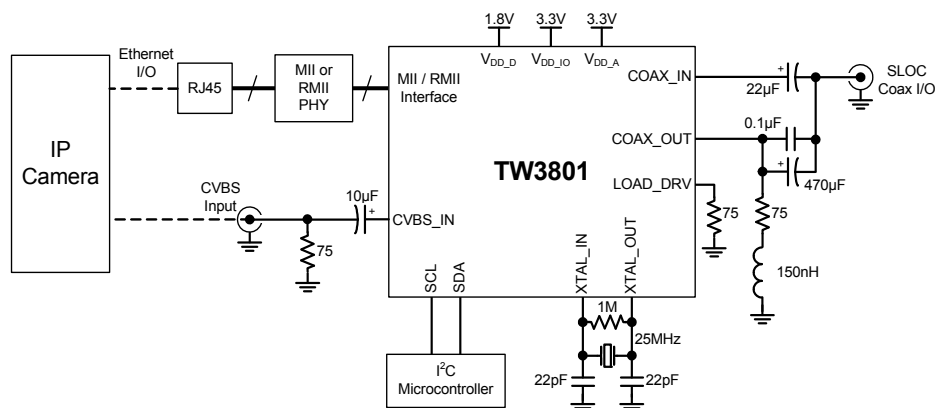 1.8V
3.3V
3.3V
Ethernet
I/O
RJ45
MII or
RMII
PHY
MII / RMII
Interface
VDD_D
VDD_IO
VDD_A
COAX_IN
+
22µF
SLOC
Coax I/O
IP
Camera
TW3801
COAX_OUT
0.1µF
+
470µF
LOAD_DRV
75
75
150nH
CVBS
Input
10µF
+
CVBS_IN
75
SCL
SDA
XTAL_IN
XTAL_OUT
1M
25MHz
22pF
22pF
I2C
Microcontroller